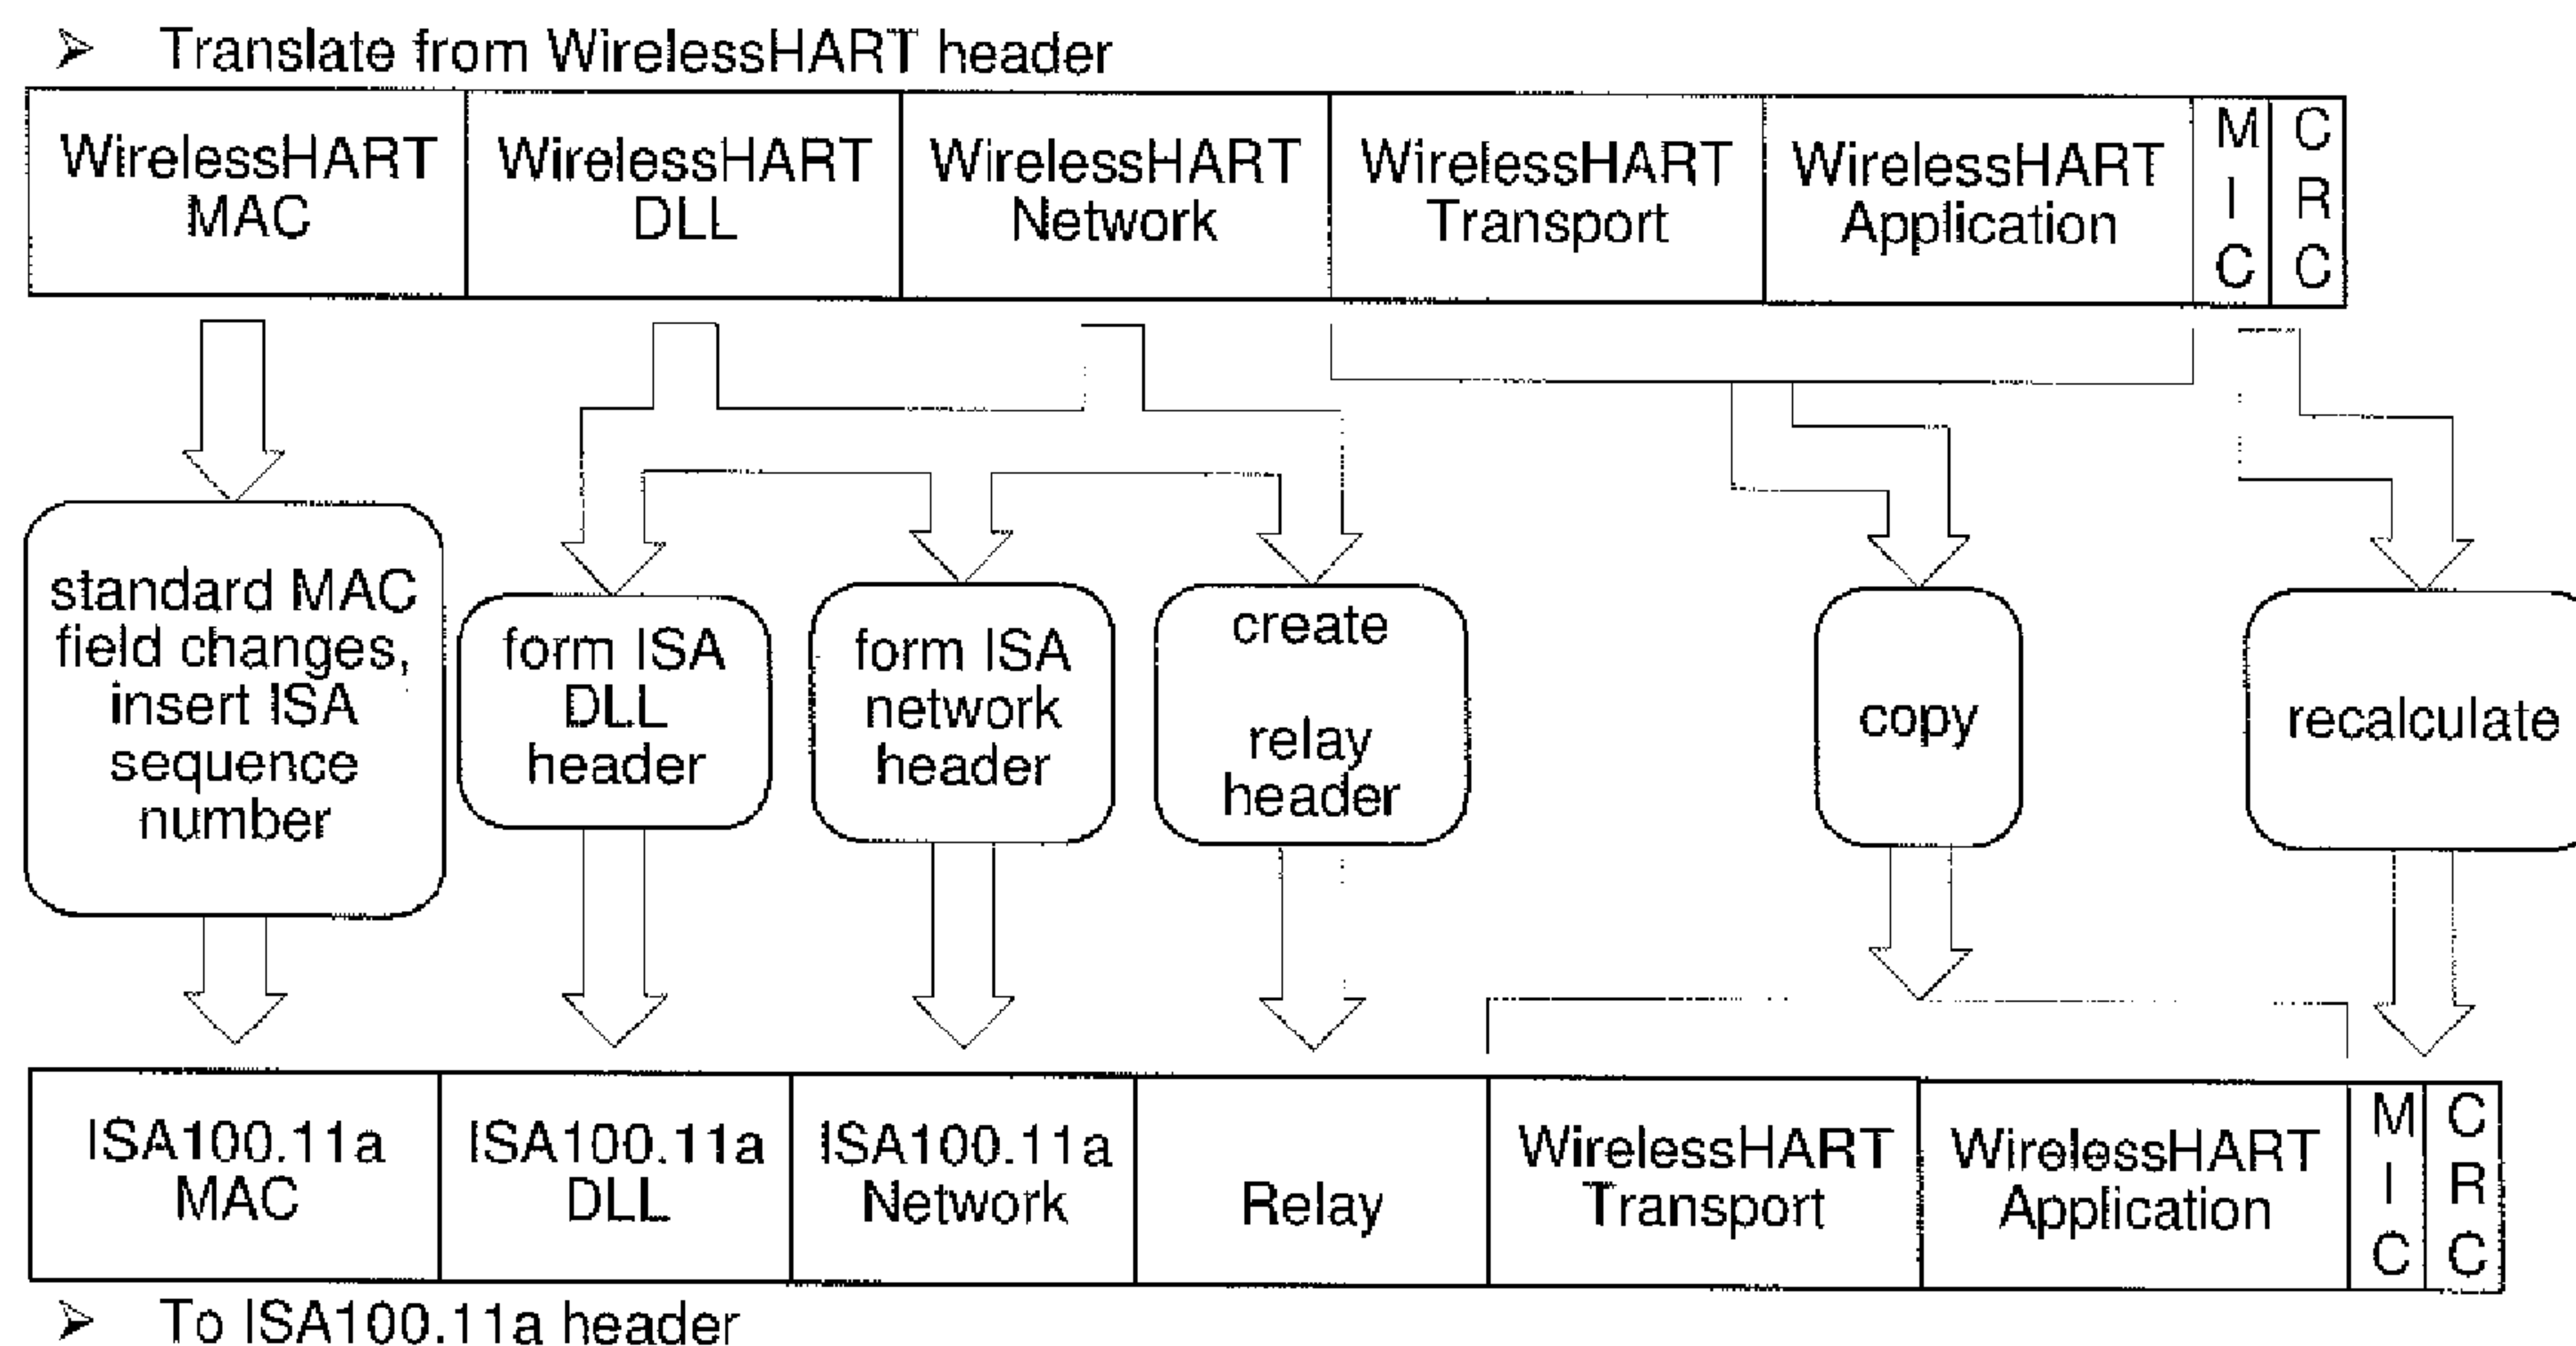 ➢ Translate from WirelessHART header
WirelessHART
MAC
WirelessHART
DLL
WirelessHART
Network
WirelessHART
Transport
WirelessHART
Application
M
I
C
C
R
C
standard MAC
field changes,
insert ISA
sequence
number
form ISA
DLL
header
form ISA
network
header
create
relay
header
copy
recalculate
ISA100.11a
MAC
ISA100.11a
DLL
ISA100.11a
Network
Relay
WirelessHART
Transport
WirelessHART
Application
M
I
C
C
R
C
➢ To ISA100.11a header